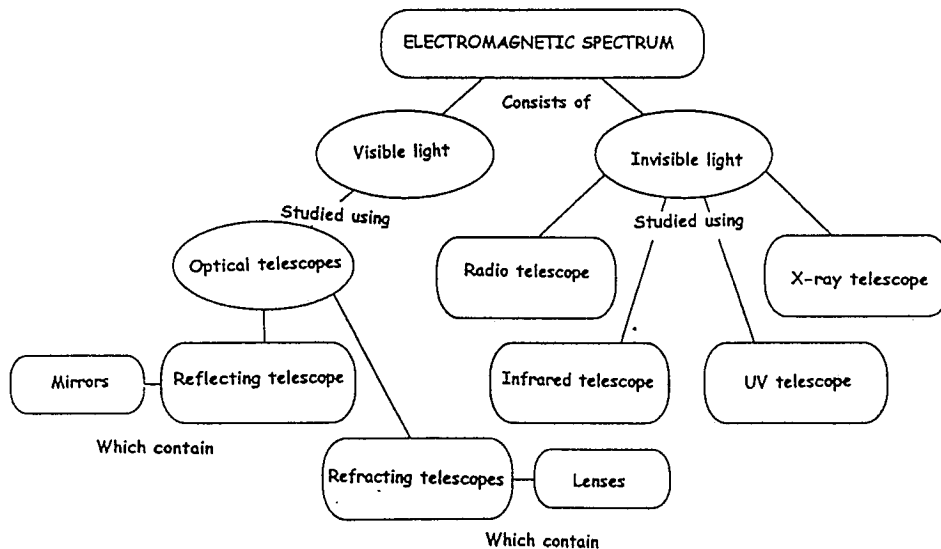 ELECTROMAGNETIC SPECTRUM
Consists of
Visible light
Invisible light
Studied using
Studied using
Optical telescopes
Radio telescope
X-ray telescope
Mirrors
Reflecting telescope
Infrared telescope
UV telescope
Which contain
Refracting telescopes
Lenses
Which contain